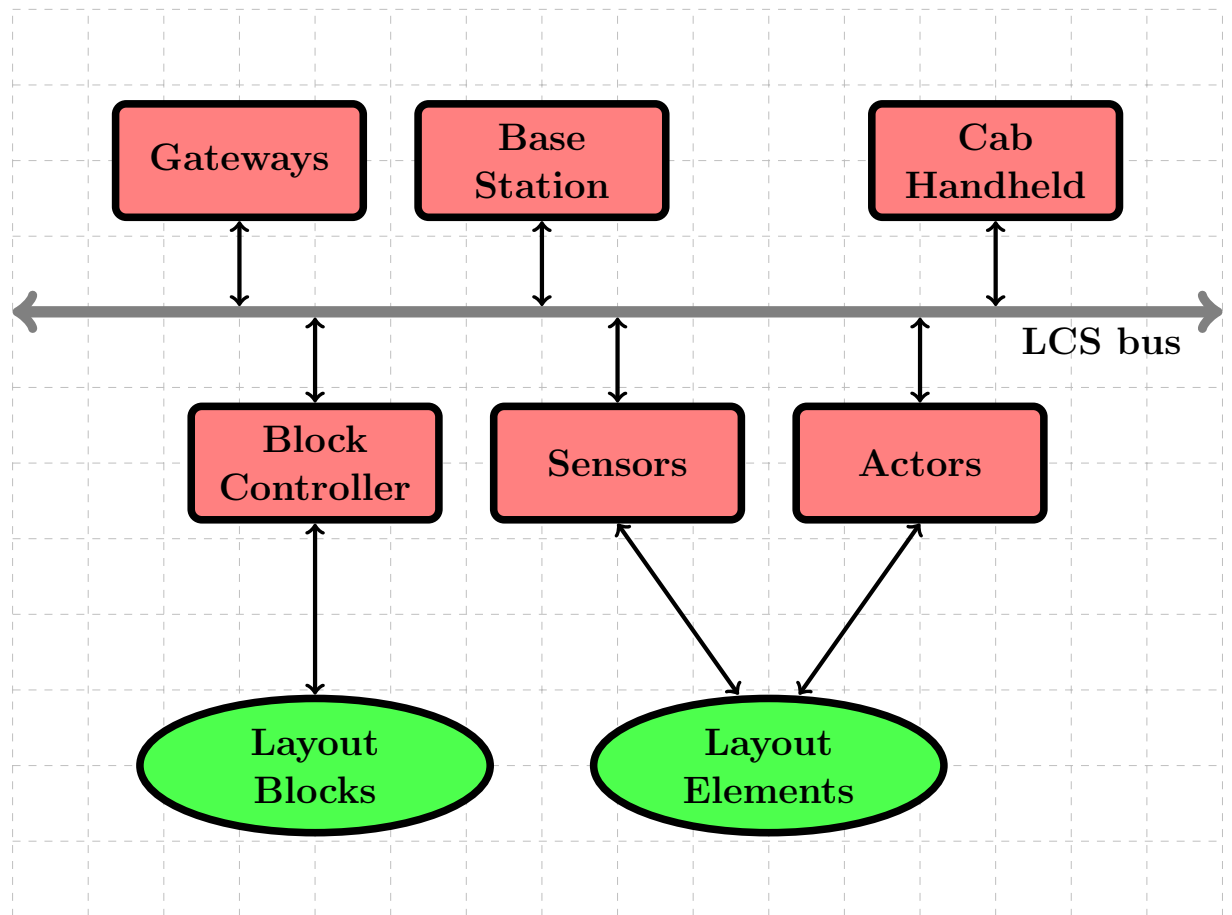 Gateways
Base
Station
Cab
Handheld
LCS bus
Block
Controller
Sensors
Actors
Layout
Blocks
Layout
Elements